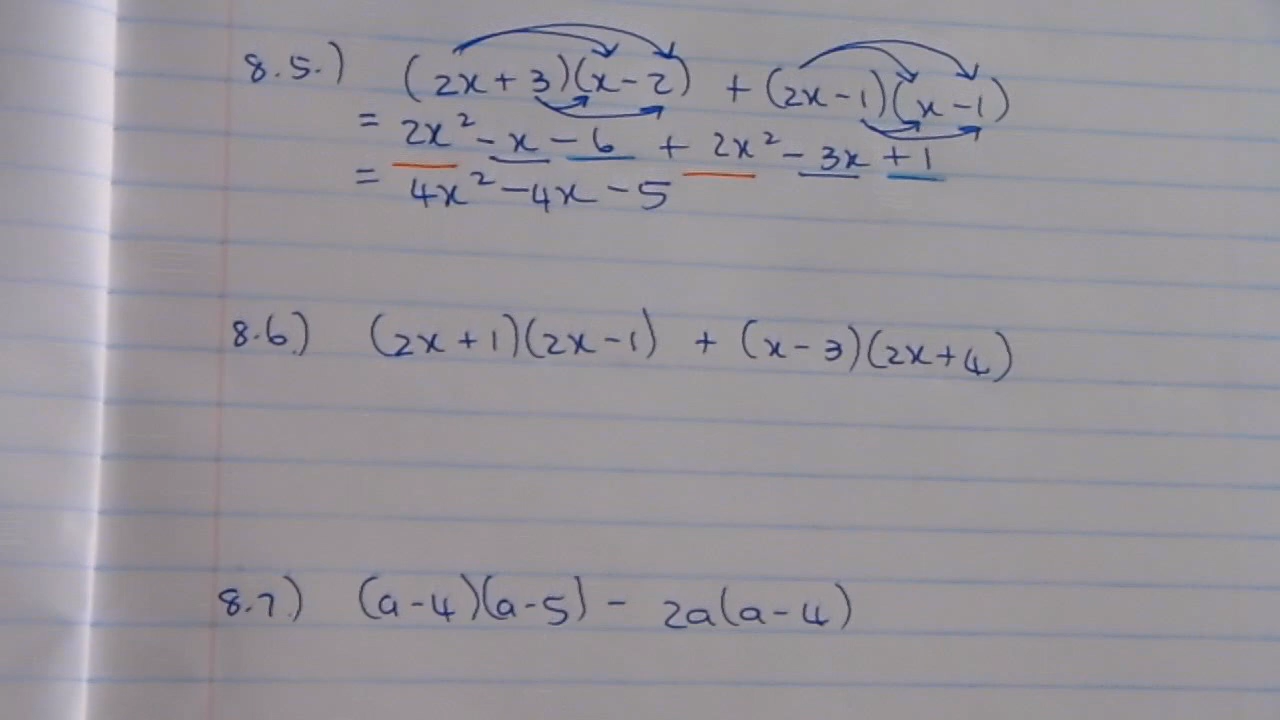 8.5.) (2x + 3)(x - 2) + (2x - 1)(x - 1)
= 2x² - x - 6 + 2x² - 3x + 1
= 4x² - 4x - 5
8.6.) (2x + 1)(2x - 1) + (x - 3)(2x + 4)
8.7.) (a - 4)(a - 5) - 2a(a - 4)